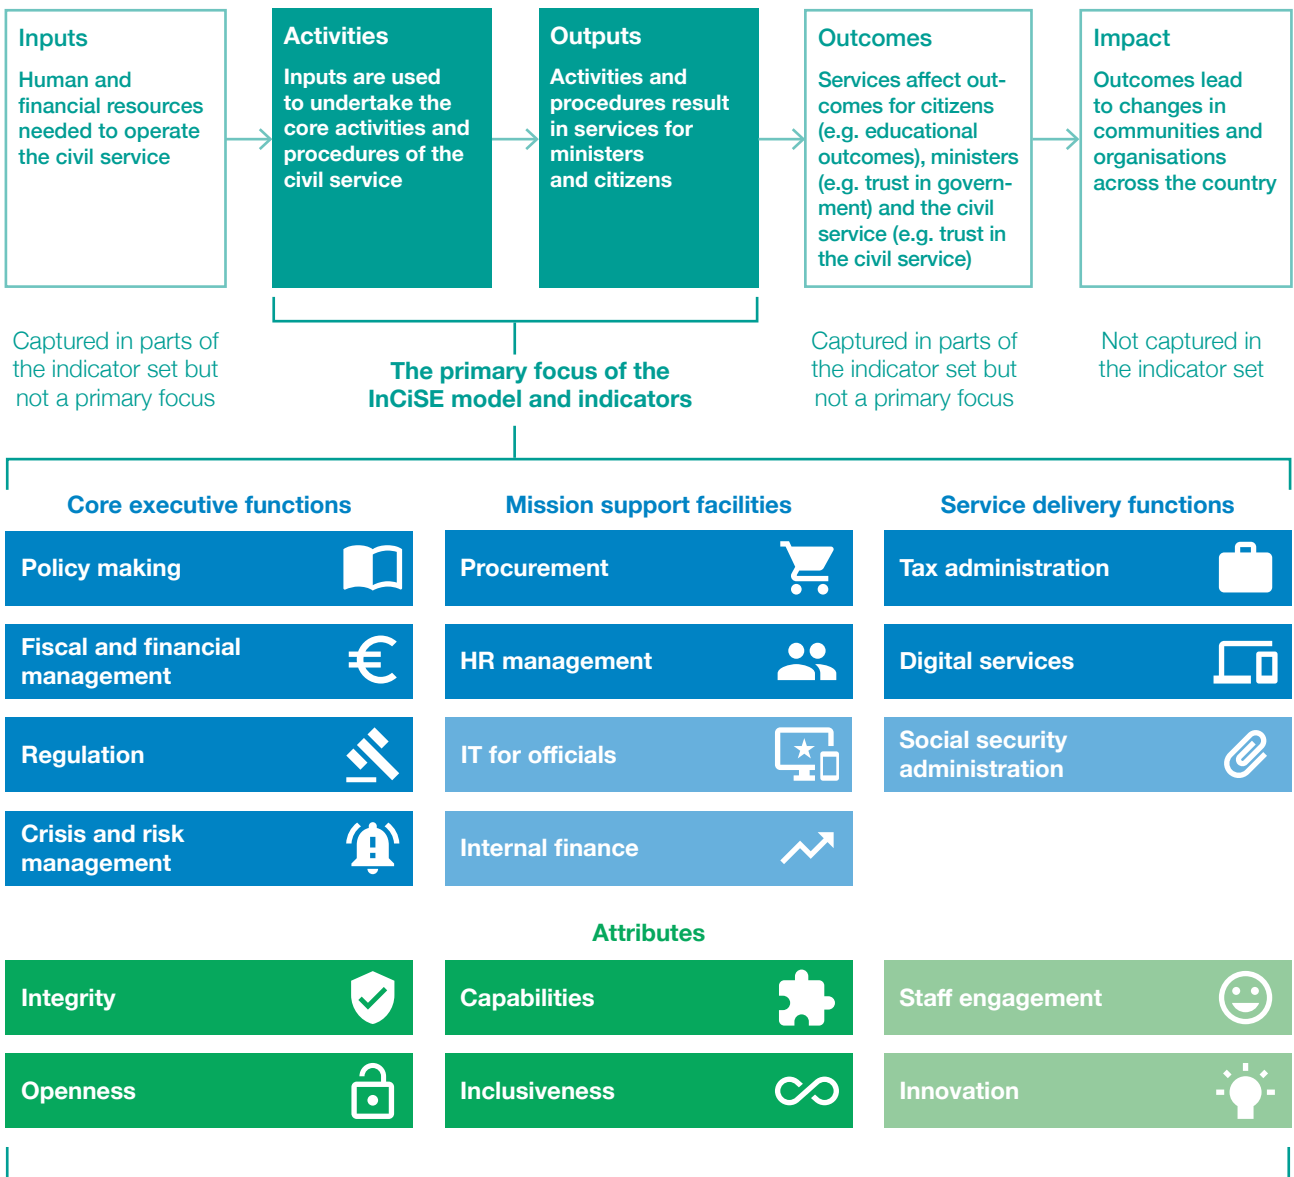 Inputs
Human and
financial resources
needed to operate
the civil service
Activities
Inputs are used
to undertake the
core activities and
procedures of the
civil service
Outputs
Activities and
procedures result
in services for
ministers
and citizens
Outcomes
Services affect out-
comes for citizens
(e.g. educational
outcomes), ministers
(e.g. trust in govern-
ment) and the civil
service (e.g. trust in
the civil service)
Impact
Outcomes lead
to changes in
communities and
organisations
across the country
Captured in parts of
the indicator set but
not a primary focus
The primary focus of the
InCiSE model and indicators
Captured in parts of
the indicator set but
not a primary focus
Not captured in
the indicator set
Core executive functions
Policy making
Fiscal and financial
management
Regulation
Crisis and risk
management
Mission support facilities
Procurement
HR management
IT for officials
Internal finance
Service delivery functions
Tax administration
Digital services
Social security
administration
Attributes
Integrity
Capabilities
Staff engagement
Openness
Inclusiveness
Innovation